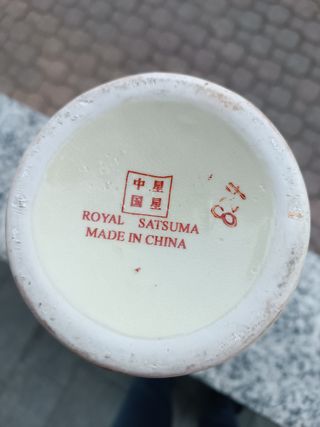 中星
国星
ROYAL SATSUMA
MADE IN CHINA